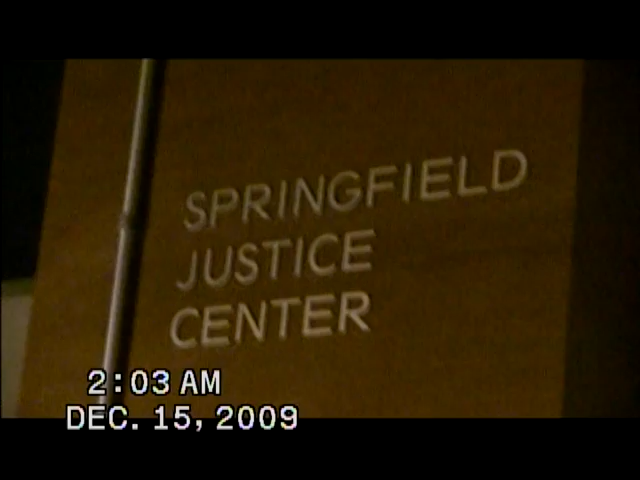 SPRINGFIELD
JUSTICE
CENTER
2:03 AM
DEC. 15, 2009